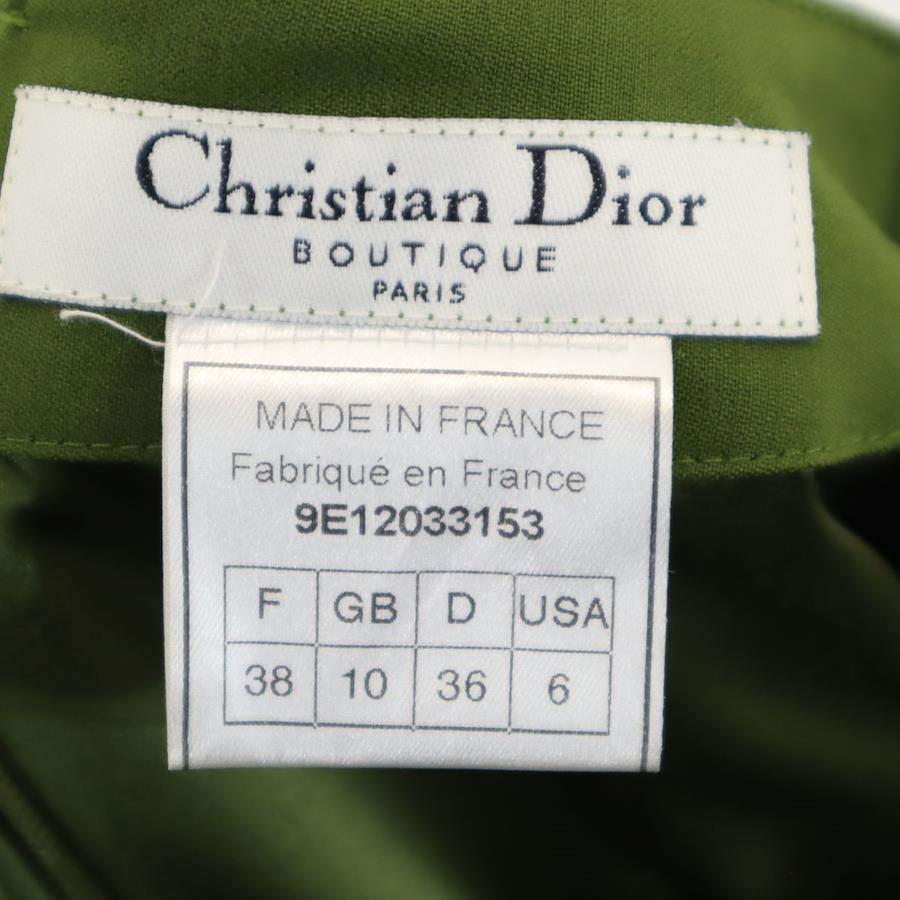 Christian Dior
BOUTIQUE
PARIS
MADE IN FRANCE
Fabriqué en France
9E12033153
F GB D USA
38 10 36 6